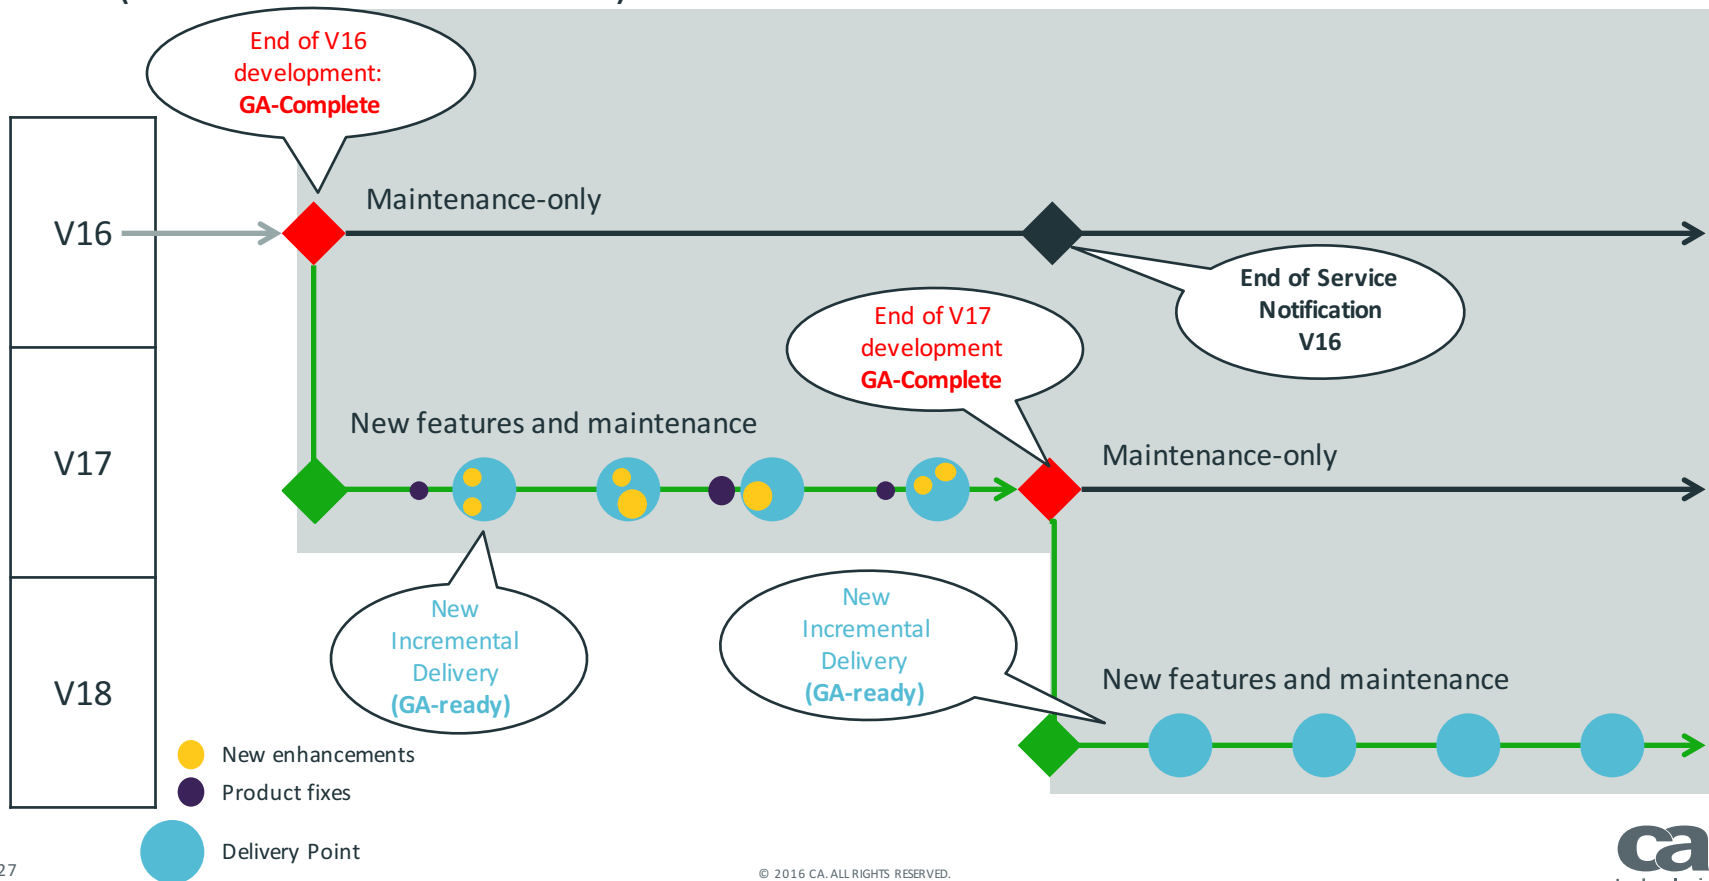 End of V16
development:
GA-Complete
V16
Maintenance-only
End of Service
Notification
V16
End of V17
development
GA-Complete
V17
New features and maintenance
Maintenance-only
New
Incremental
Delivery
(GA-ready)
New
Incremental
Delivery
(GA-ready)
V18
New features and maintenance
New enhancements
Product fixes
Delivery Point
27
© 2016 CA. ALL RIGHTS RESERVED.
ca